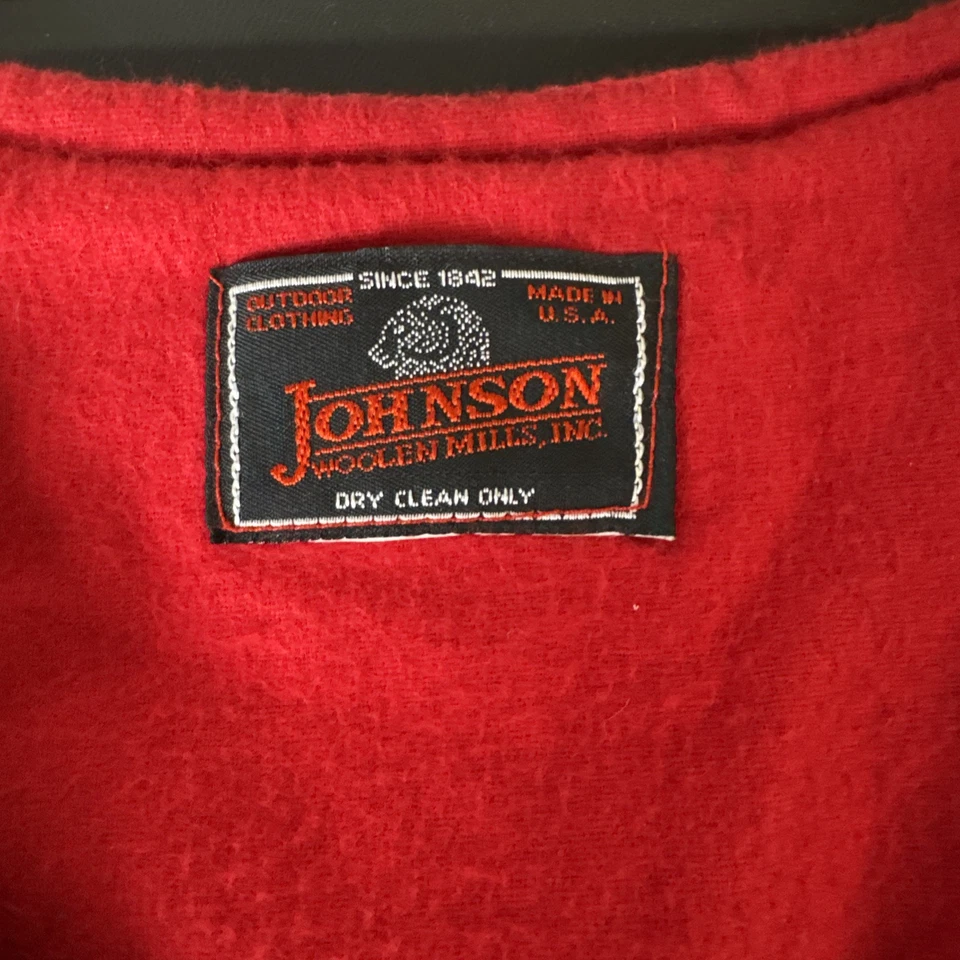 SINCE 1842
OUTDOOR
CLOTHING
MADE IN
U.S.A.
JOHNSON
WOOLEN MILLS, INC.
DRY CLEAN ONLY